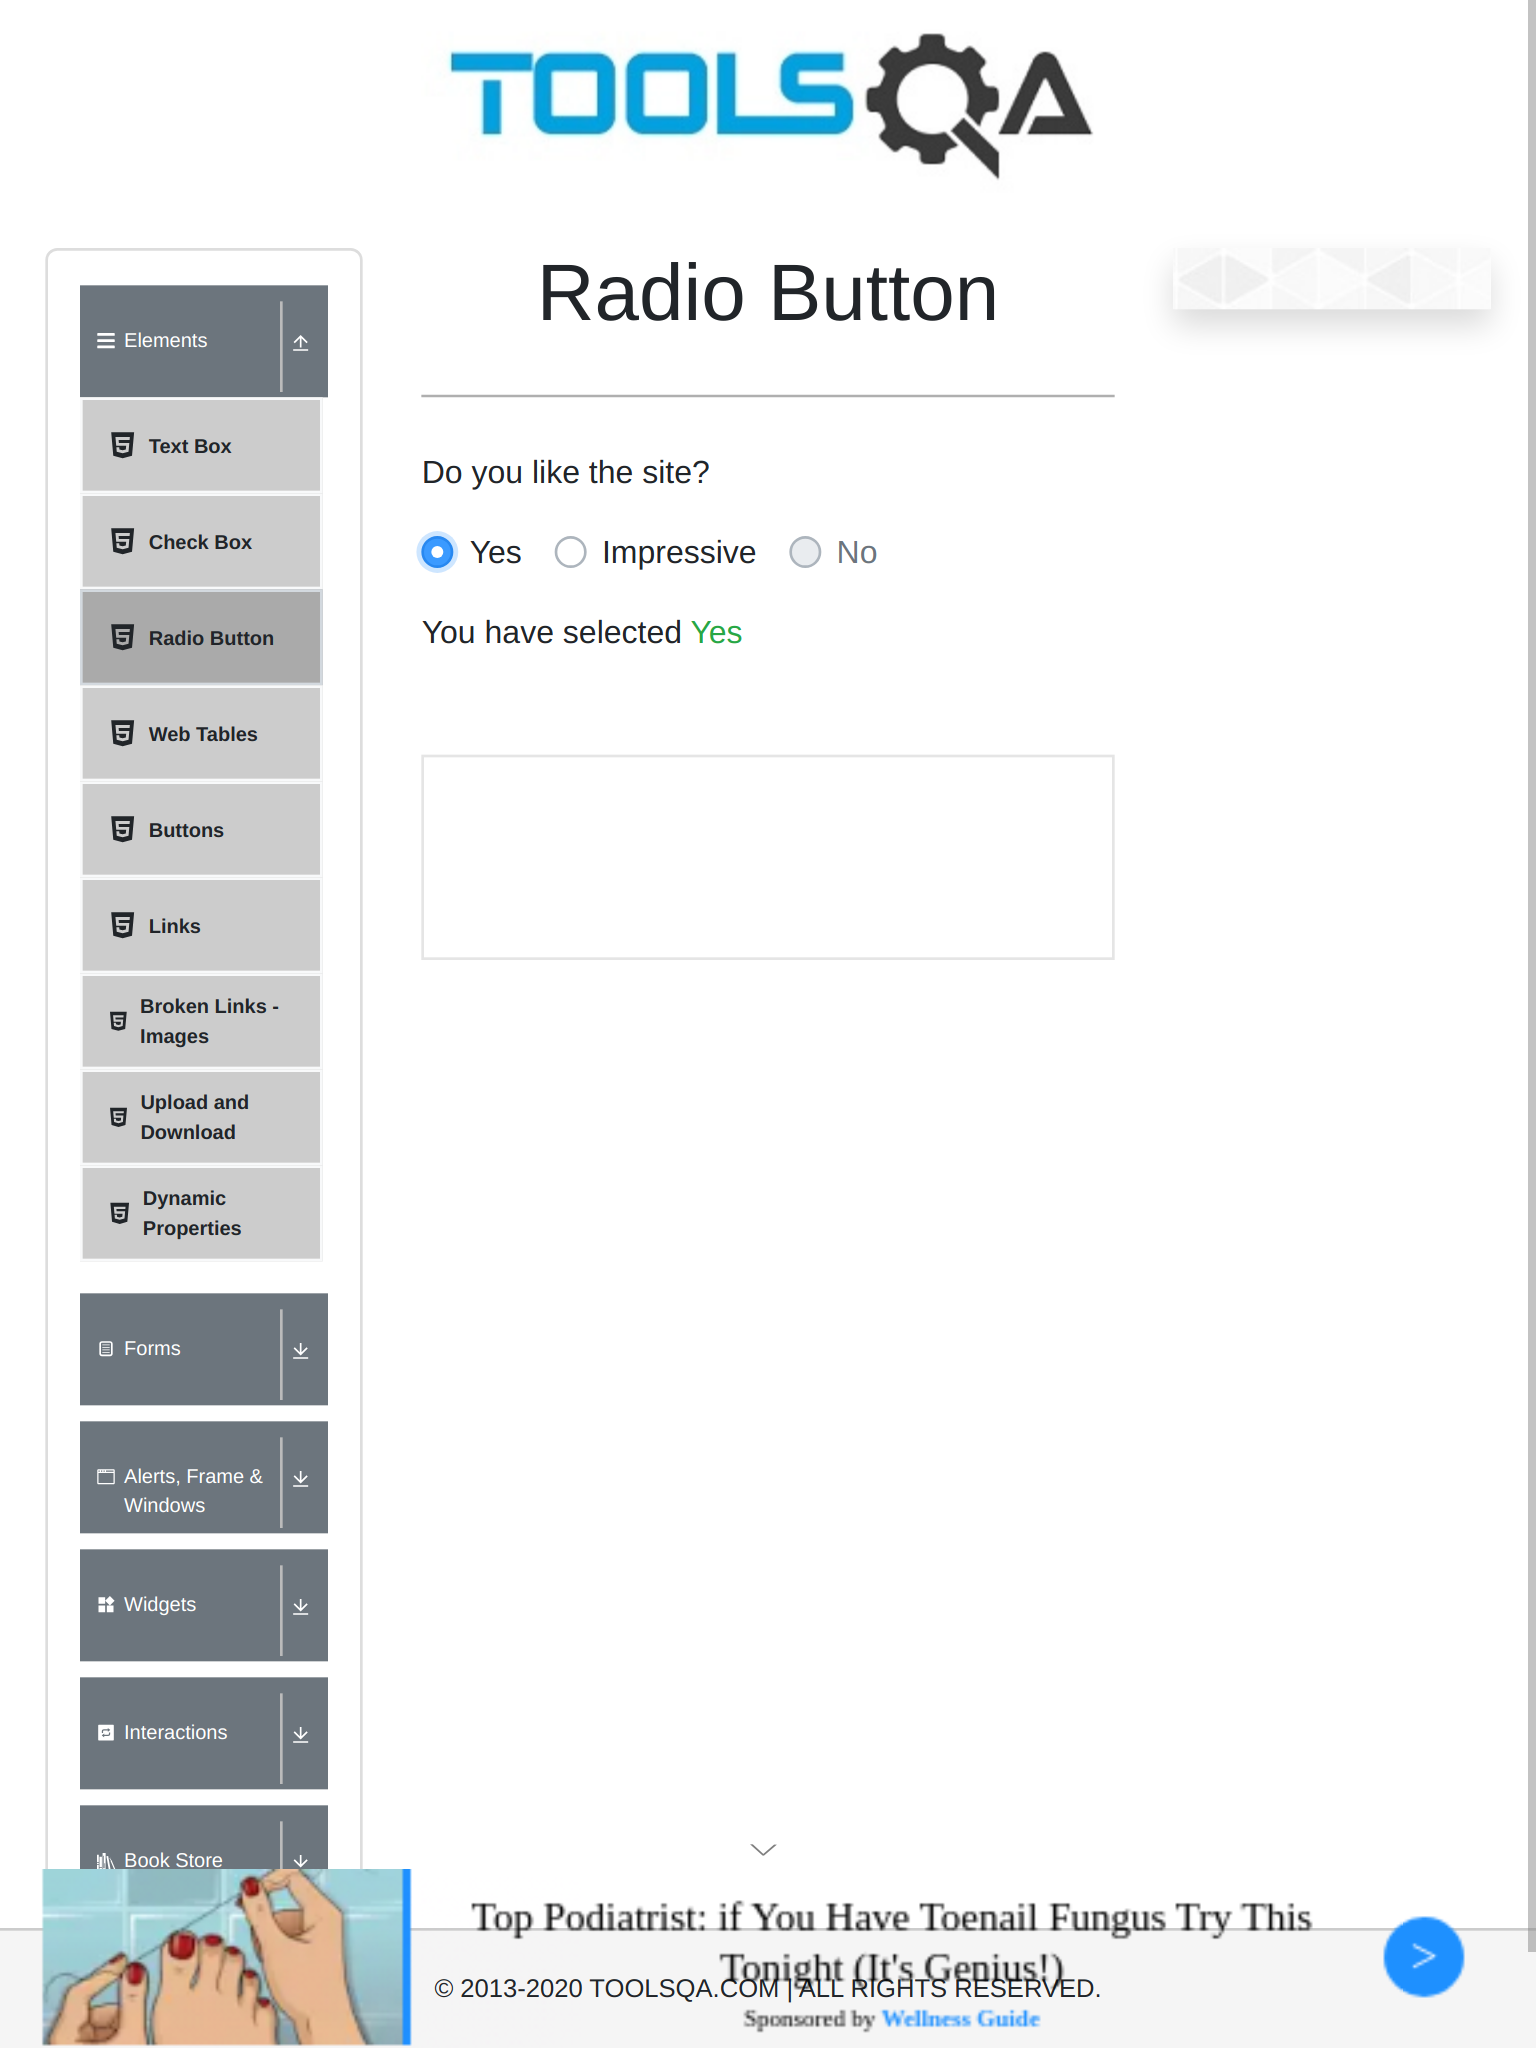 TOOLSQA
Radio Button
Elements
Text Box
Check Box
Radio Button
Web Tables
Buttons
Links
Broken Links -
Images
Upload and
Download
Dynamic
Properties
Forms
Alerts, Frame &
Windows
Widgets
Interactions
Book Store
Do you like the site?
Yes Impressive No
You have selected Yes
Top Podiatrist: if You Have Toenail Fungus Try This
Tonight (It's Genius!)
© 2013-2020 TOOLSQA.COM | ALL RIGHTS RESERVED.
Sponsored by Wellness Guide
>